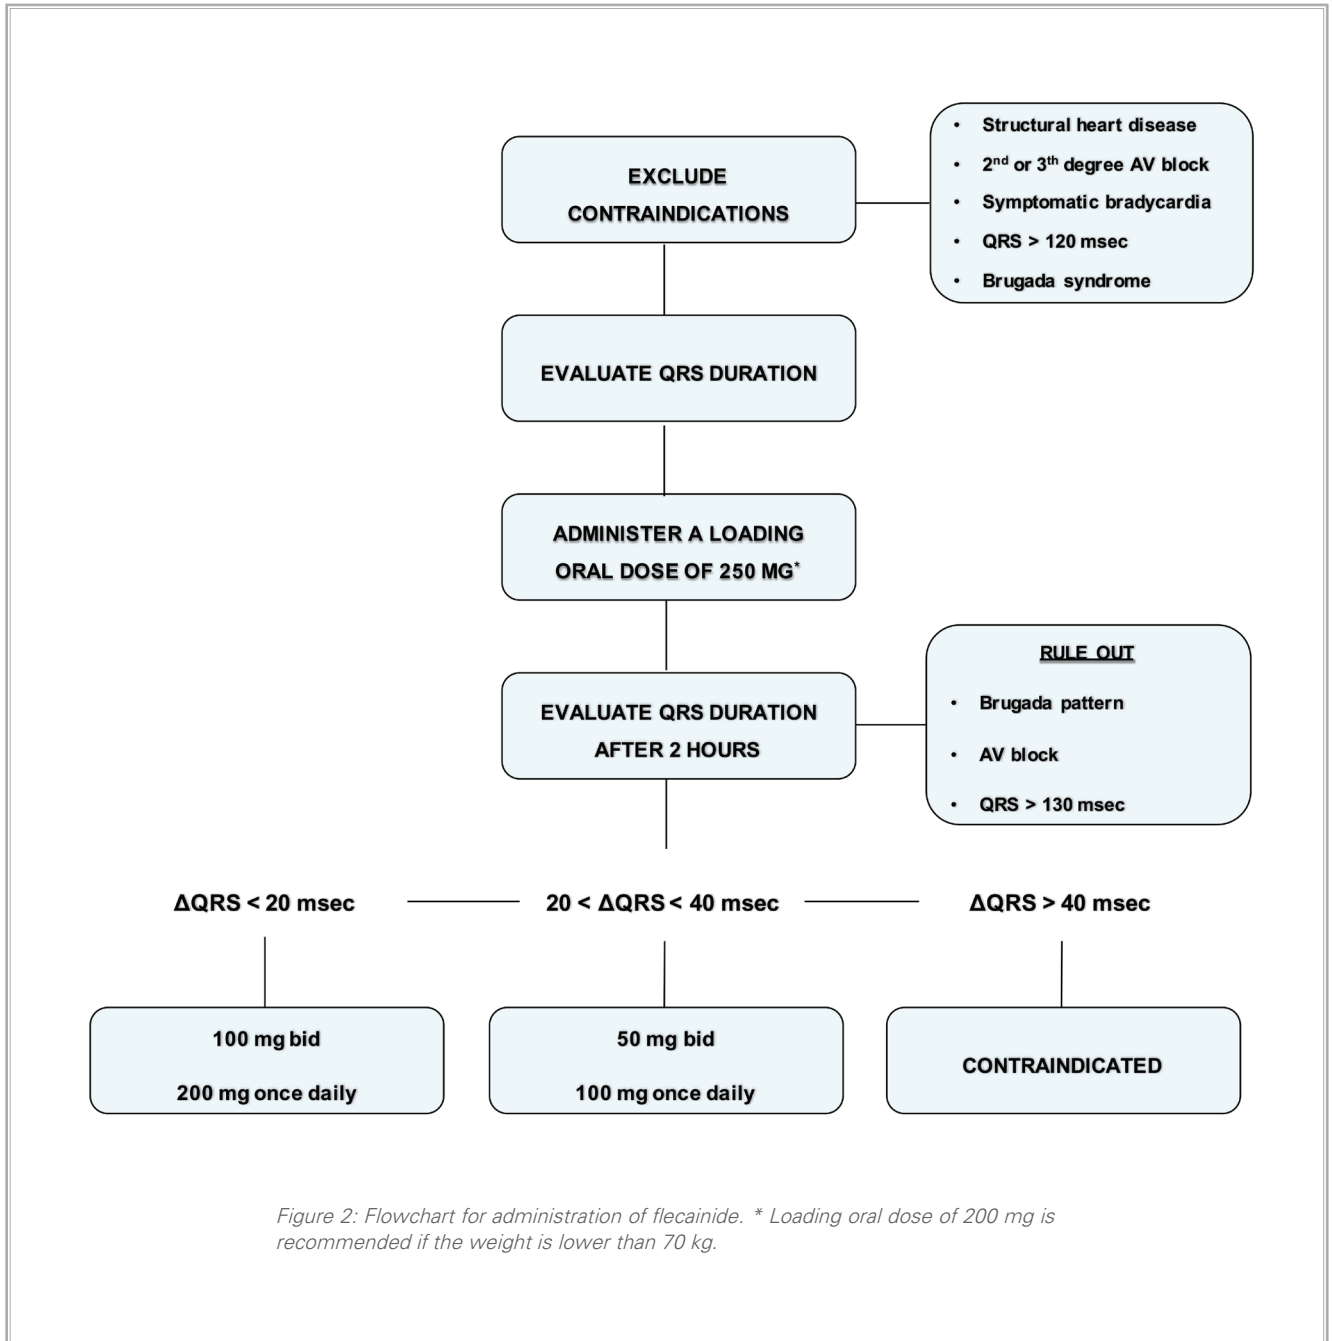 EXCLUDE
CONTRAINDICATIONS
• Structural heart disease
• 2nd or 3th degree AV block
• Symptomatic bradycardia
• QRS > 120 msec
• Brugada syndrome
EVALUATE QRS DURATION
ADMINISTER A LOADING
ORAL DOSE OF 250 MG*
EVALUATE QRS DURATION
AFTER 2 HOURS
RULE OUT
• Brugada pattern
• AV block
• QRS > 130 msec
ΔQRS < 20 msec
20 < ΔQRS < 40 msec
ΔQRS > 40 msec
100 mg bid
200 mg once daily
50 mg bid
100 mg once daily
CONTRAINDICATED
Figure 2: Flowchart for administration of flecainide. * Loading oral dose of 200 mg is
recommended if the weight is lower than 70 kg.